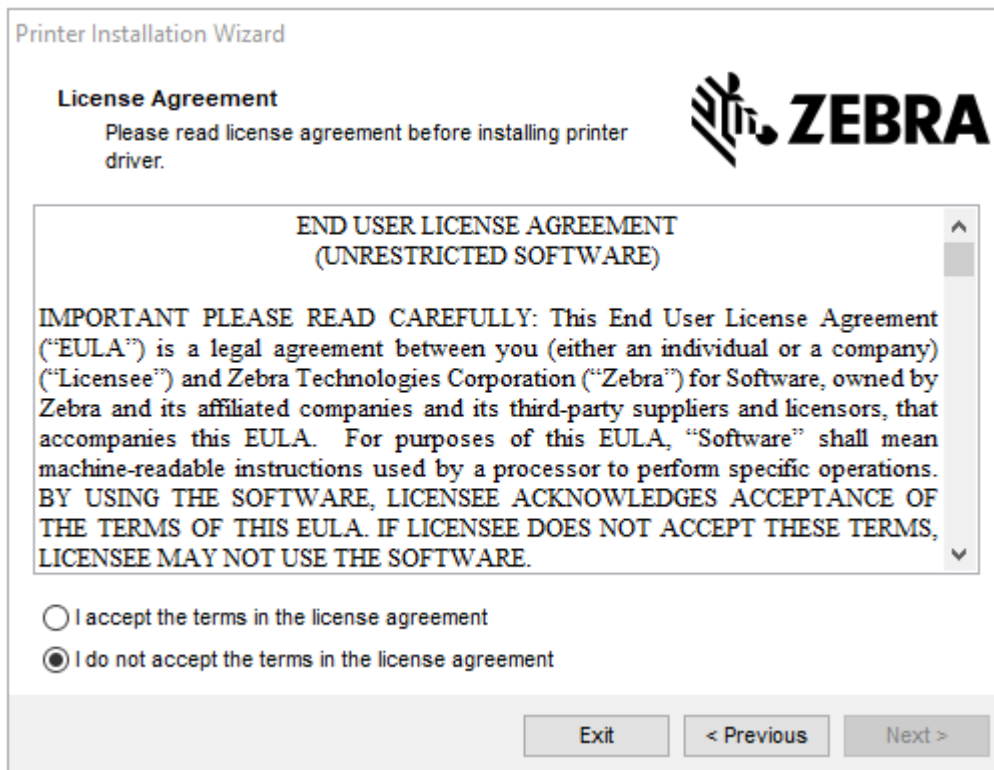 Printer Installation Wizard
License Agreement
Please read license agreement before installing printer
driver.
ZEBRA
END USER LICENSE AGREEMENT
(UNRESTRICTED SOFTWARE)
IMPORTANT PLEASE READ CAREFULLY: This End User License Agreement
(“EULA”) is a legal agreement between you (either an individual or a company)
(“Licensee”) and Zebra Technologies Corporation (“Zebra”) for Software, owned by
Zebra and its affiliated companies and its third-party suppliers and licensors, that
accompanies this EULA. For purposes of this EULA, “Software” shall mean
machine-readable instructions used by a processor to perform specific operations.
BY USING THE SOFTWARE, LICENSEE ACKNOWLEDGES ACCEPTANCE OF
THE TERMS OF THIS EULA. IF LICENSEE DOES NOT ACCEPT THESE TERMS,
LICENSEE MAY NOT USE THE SOFTWARE.
I accept the terms in the license agreement
I do not accept the terms in the license agreement
Exit
< Previous
Next >